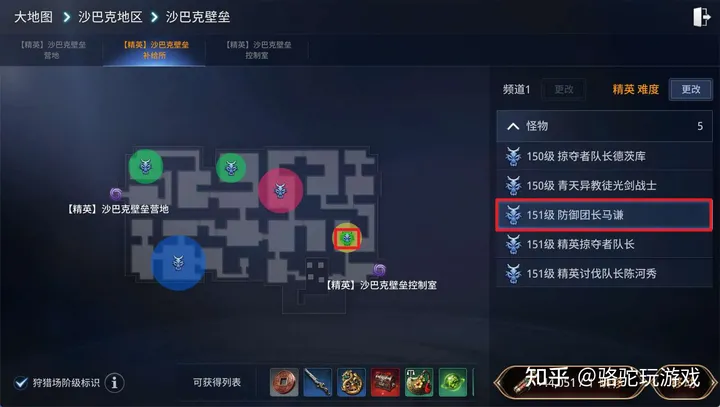 大地图 > 沙巴克地区 > 沙巴克壁垒
【精英】沙巴克壁垒
营地
【精英】沙巴克壁垒
补给所
【精英】沙巴克壁垒
控制室
频道1
更改
精英 难度
更改
怪物
5
150级 掠夺者队长德茨库
150级 青天异教徒光剑战士
151级 防御团长马谦
151级 精英掠夺者队长
151级 精英讨伐队长陈河秀
【精英】沙巴克壁垒营地
【精英】沙巴克壁垒控制室
狩猎场阶级标识
可获得列表
知乎 @骆驼玩游戏